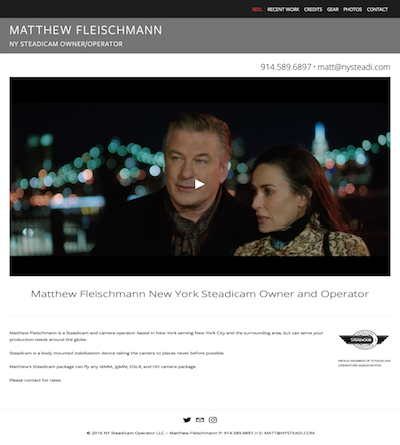 REEL RECENT WORK CREDITS GEAR PHOTOS CONTACT
MATTHEW FLEISCHMANN
NY STEADICAM OWNER/OPERATOR
914.589.6897 • matt@nysteadi.com
Matthew Fleischmann New York Steadicam Owner and Operator
Matthew Fleischmann is a Steadicam and camera operator based in New York serving New York City and the surrounding area, but can serve your
production needs around the globe.
Steadicam is a body mounted stabilization device taking the camera to places never before possible.
Matthew's Steadicam package can fly any 16MM, 35MM, DSLR, and HD camera package.
Please contact for rates.
STEADICAM
PROUD MEMBER OF STEADICAM
OPERATORS ASSOCIATION
© 2016 NY Steadicam Operator LLC – Matthew Fleischmann P: 914.589.6897 // E: MATT@NYSTEADI.COM